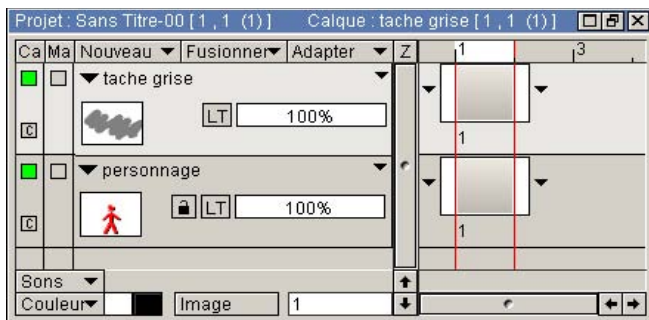 Projet : Sans Titre-00 [ 1 , 1 (1) ] Calque : tache grise [ 1 , 1 (1) ]
Ca Ma Nouveau Fusionner Adapter Z 1 3
tache grise
LT 100%
C 1
personnage
LT 100%
C 1
Sons
Couleur Image 1